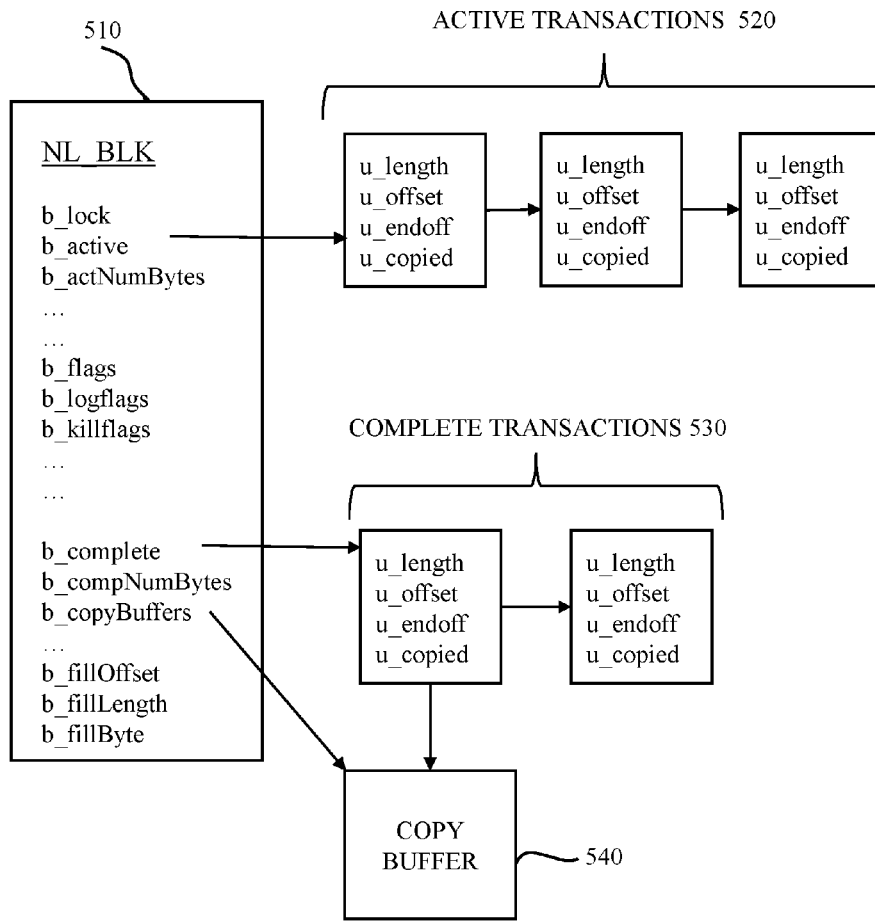 ACTIVE TRANSACTIONS 520
510
NL_BLK
b_lock
b_active
b_actNumBytes
...
...
b_flags
b_logflags
b_killflags
...
...
b_complete
b_compNumBytes
b_copyBuffers
...
b_fillOffset
b_fillLength
b_fillByte
u_length
u_offset
u_endoff
u_copied
u_length
u_offset
u_endoff
u_copied
u_length
u_offset
u_endoff
u_copied
COMPLETE TRANSACTIONS 530
u_length
u_offset
u_endoff
u_copied
u_length
u_offset
u_endoff
u_copied
COPY
BUFFER
540